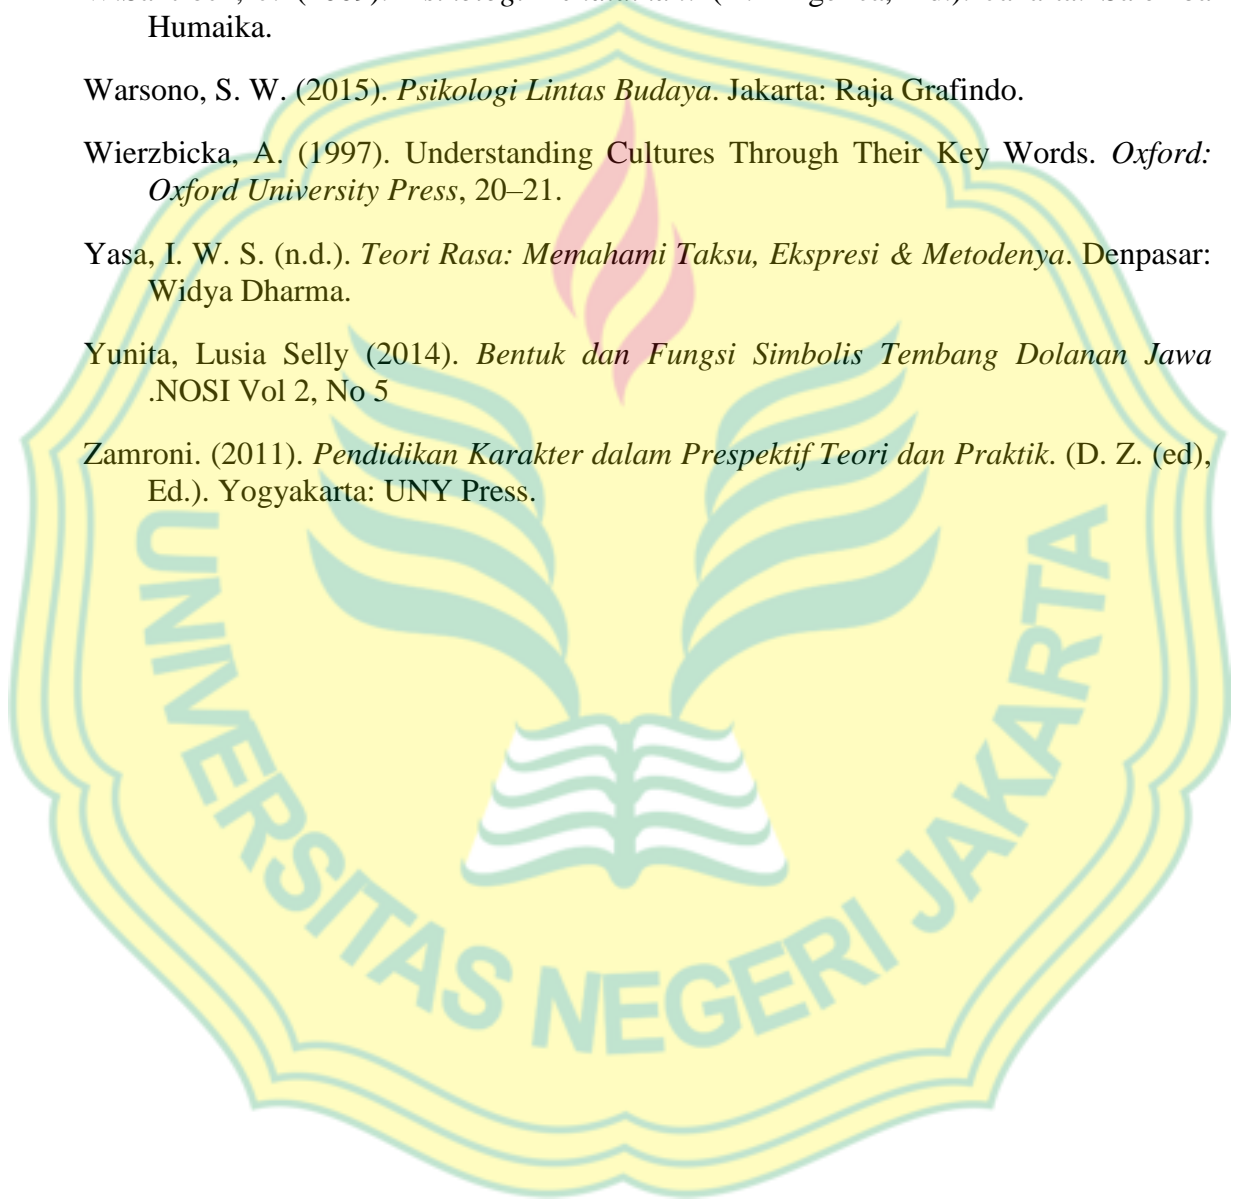 Humaika.
Warsono, S. W. (2015). Psikologi Lintas Budaya. Jakarta: Raja Grafindo.
Wierzbicka, A. (1997). Understanding Cultures Through Their Key Words. Oxford:
Oxford University Press, 20–21.
Yasa, I. W. S. (n.d.). Teori Rasa: Memahami Taksu, Ekspresi & Metodenya. Denpasar:
Widya Dharma.
Yunita, Lusia Selly (2014). Bentuk dan Fungsi Simbolis Tembang Dolanan Jawa
.NOSI Vol 2, No 5
Zamroni. (2011). Pendidikan Karakter dalam Prespektif Teori dan Praktik. (D. Z. (ed),
Ed.). Yogyakarta: UNY Press.
UNIVERSITAS NEGERI JAKARTA